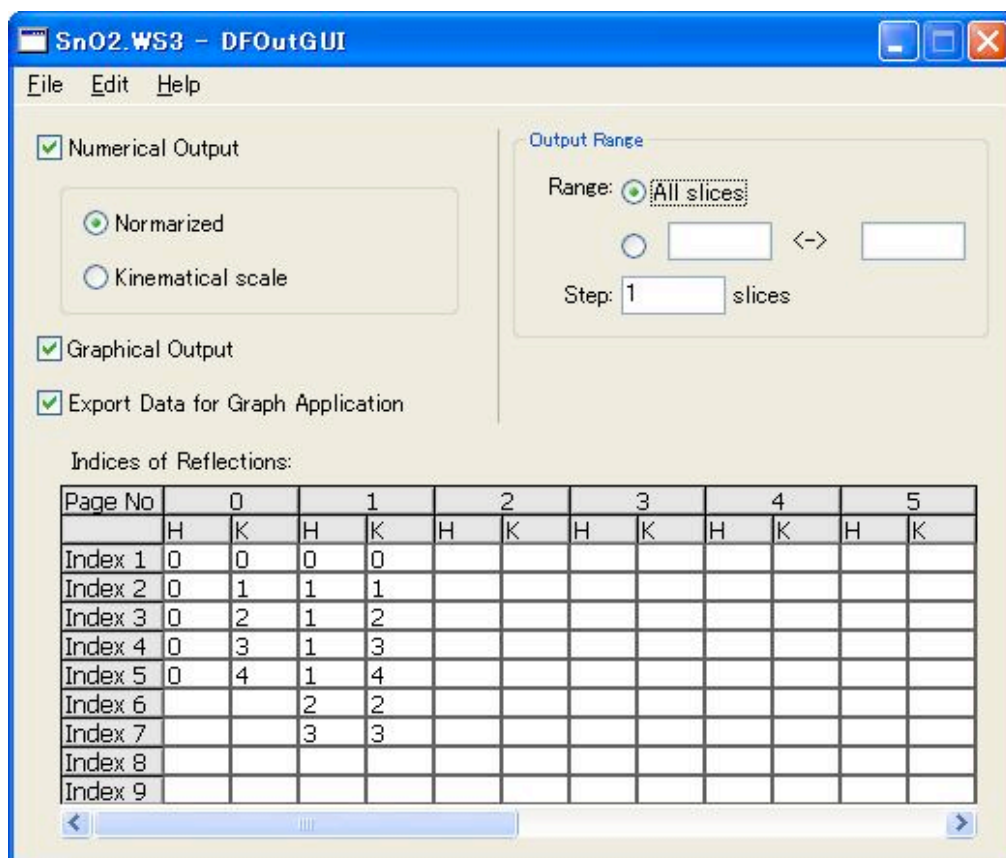 SnO2.WS3 - DFOutGUI
File Edit Help
Numerical Output
Normarized
Kinematical scale
Graphical Output
Export Data for Graph Application
Output Range
Range: All slices
<->
Step: 1 slices
Indices of Reflections:
Page No 0 1 2 3 4 5
H K H K H K H K H K H K
Index 1 0 0 0 0
Index 2 0 1 1 1
Index 3 0 2 1 2
Index 4 0 3 1 3
Index 5 0 4 1 4
Index 6 2 2
Index 7 3 3
Index 8
Index 9